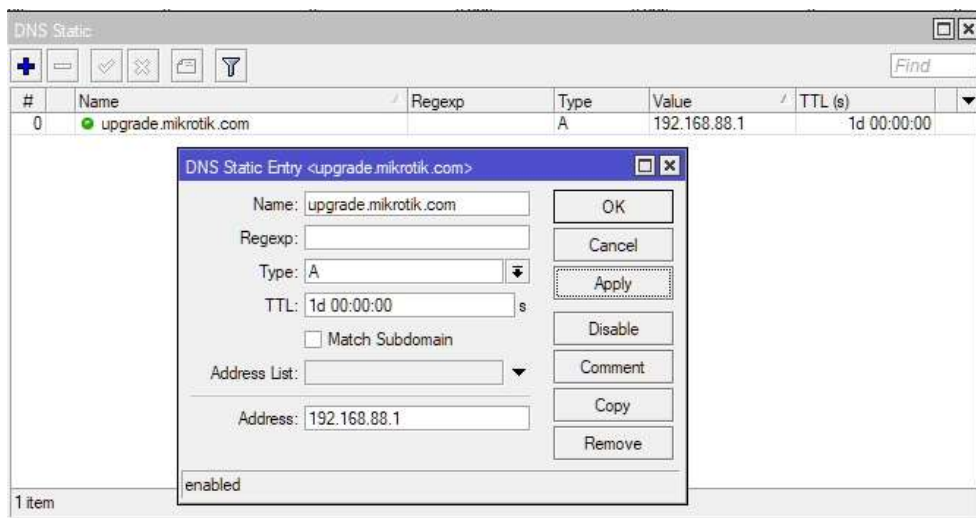 DNS Static
Find
# Name Regexp Type Value TTL (s)
0 upgrade.mikrotik.com A 192.168.88.1 1d 00:00:00
DNS Static Entry <upgrade.mikrotik.com>
Name: upgrade.mikrotik.com
OK
Regexp:
Cancel
Type: A
Apply
TTL: 1d 00:00:00 s
Match Subdomain
Disable
Address List:
Comment
Address: 192.168.88.1
Copy
Remove
enabled
1 item